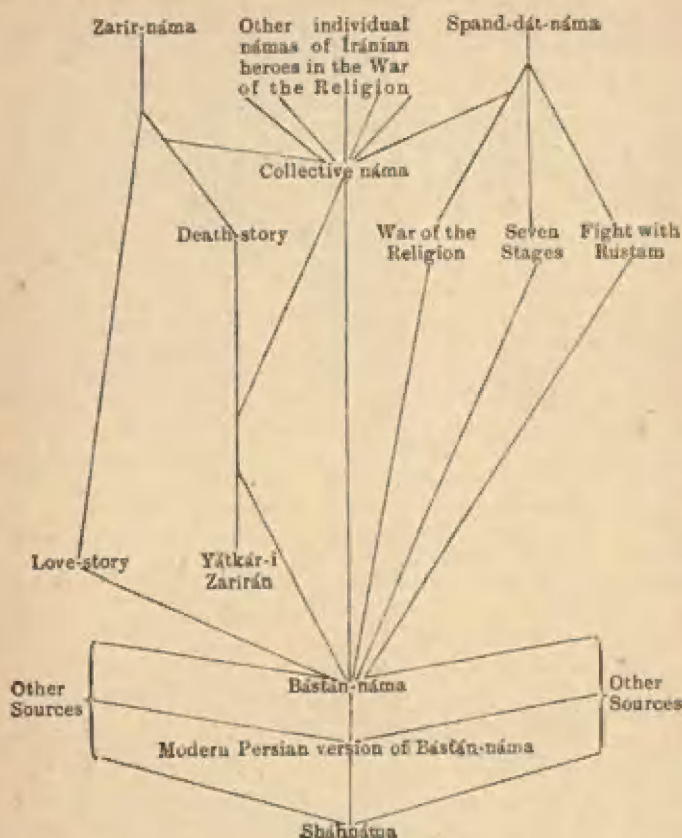 Zarír-náma
Other individual
námas of Íránian
heroes in the War
of the Religion
Spand-dát-náma
Collective náma
Death-story
War of the
Religion
Seven
Stages
Fight with
Rustam
Love-story
Yátkár-i
Zarírán
Other
Sources
Bástán-náma
Other
Sources
Modern Persian version of Bástán-náma
Sháhnáma